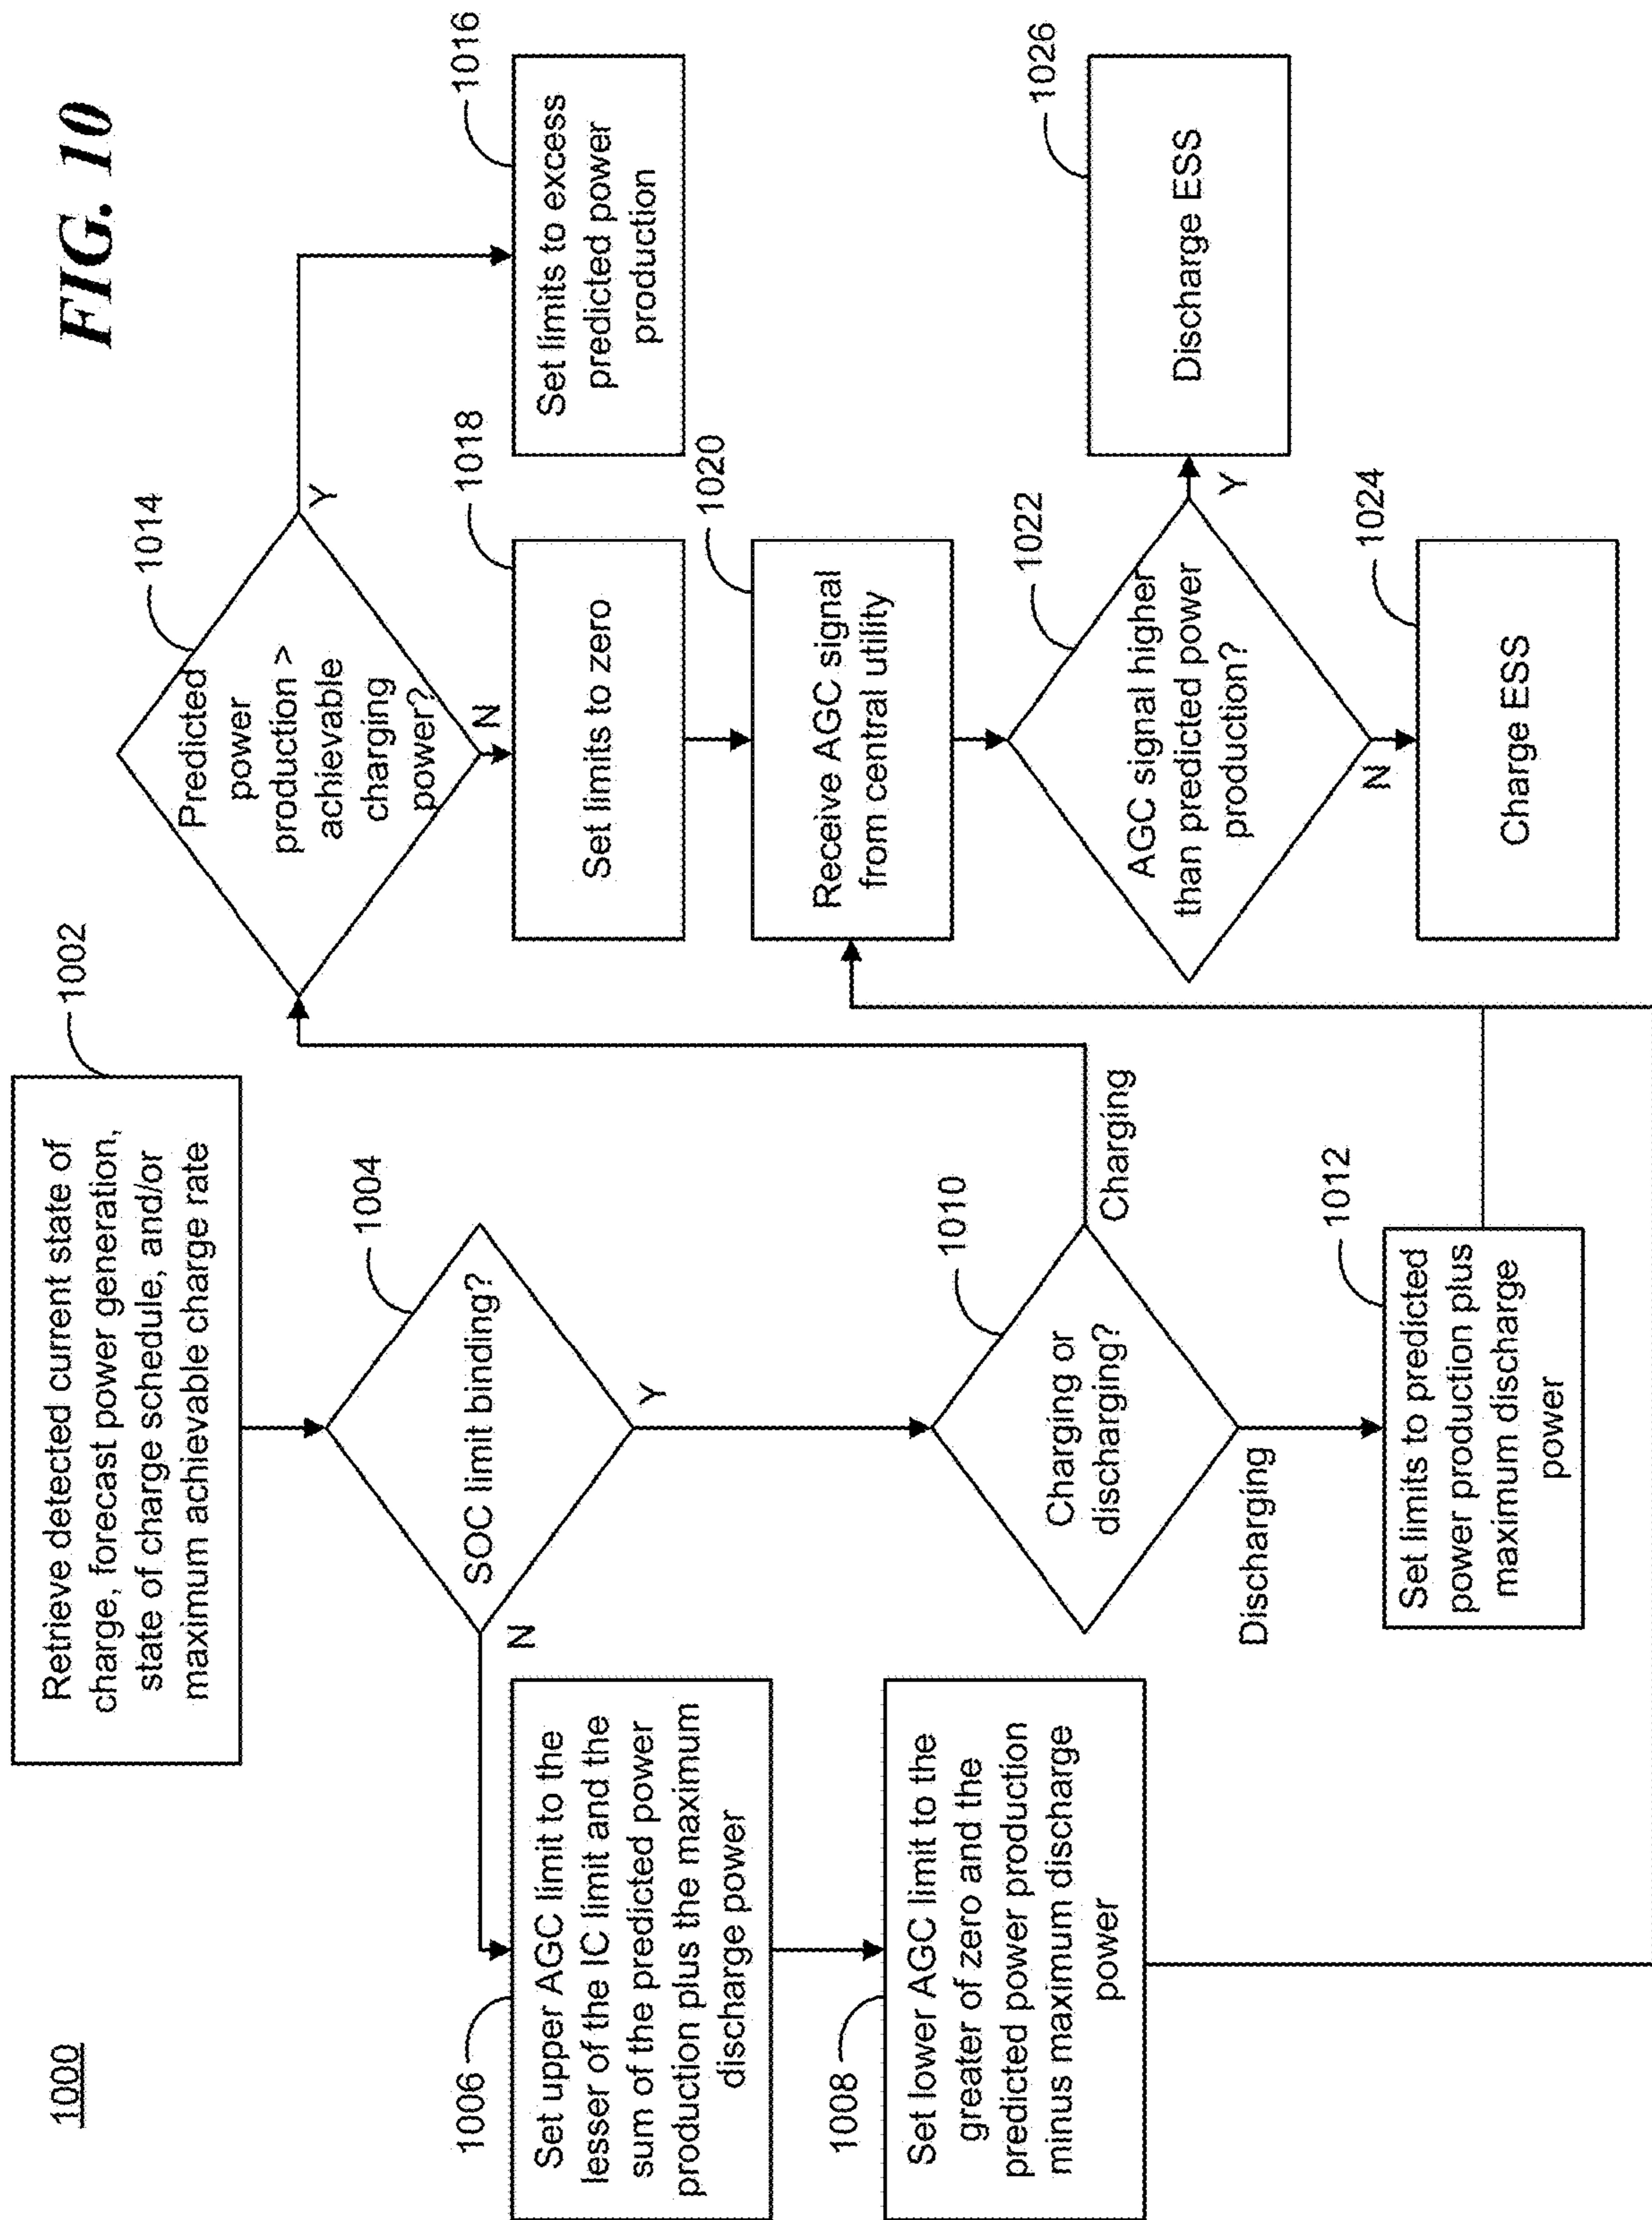 FIG. 10
1000
1002
Retrieve detected current state of
charge, forecast power generation,
state of charge schedule, and/or
maximum achievable charge rate
1004
SOC limit binding?
N
Y
1006
Set upper AGC limit to the
lesser of the IC limit and the
sum of the predicted power
production plus the maximum
discharge power
1008
Set lower AGC limit to the
greater of zero and the
predicted power production
minus maximum discharge
power
1010
Charging or
discharging?
Charging
Discharging
1012
Set limits to predicted
power production plus
maximum discharge
power
1014
Predicted
power
production >
achievable
charging
power?
Y
N
1016
Set limits to excess
predicted power
production
1018
Set limits to zero
1020
Receive AGC signal
from central utility
1022
AGC signal higher
than predicted power
production?
Y
N
1024
Charge ESS
1026
Discharge ESS